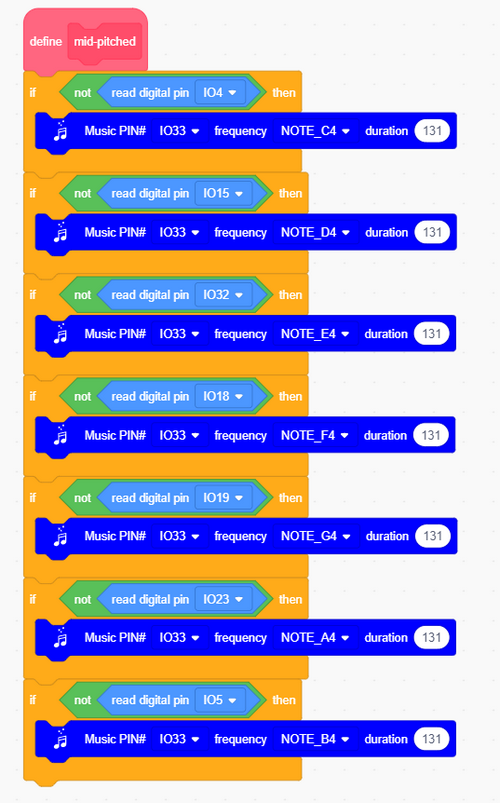 define mid-pitched
if not read digital pin IO4 then
Music PIN# IO33 frequency NOTE_C4 duration 131
if not read digital pin IO15 then
Music PIN# IO33 frequency NOTE_D4 duration 131
if not read digital pin IO32 then
Music PIN# IO33 frequency NOTE_E4 duration 131
if not read digital pin IO18 then
Music PIN# IO33 frequency NOTE_F4 duration 131
if not read digital pin IO19 then
Music PIN# IO33 frequency NOTE_G4 duration 131
if not read digital pin IO23 then
Music PIN# IO33 frequency NOTE_A4 duration 131
if not read digital pin IO5 then
Music PIN# IO33 frequency NOTE_B4 duration 131